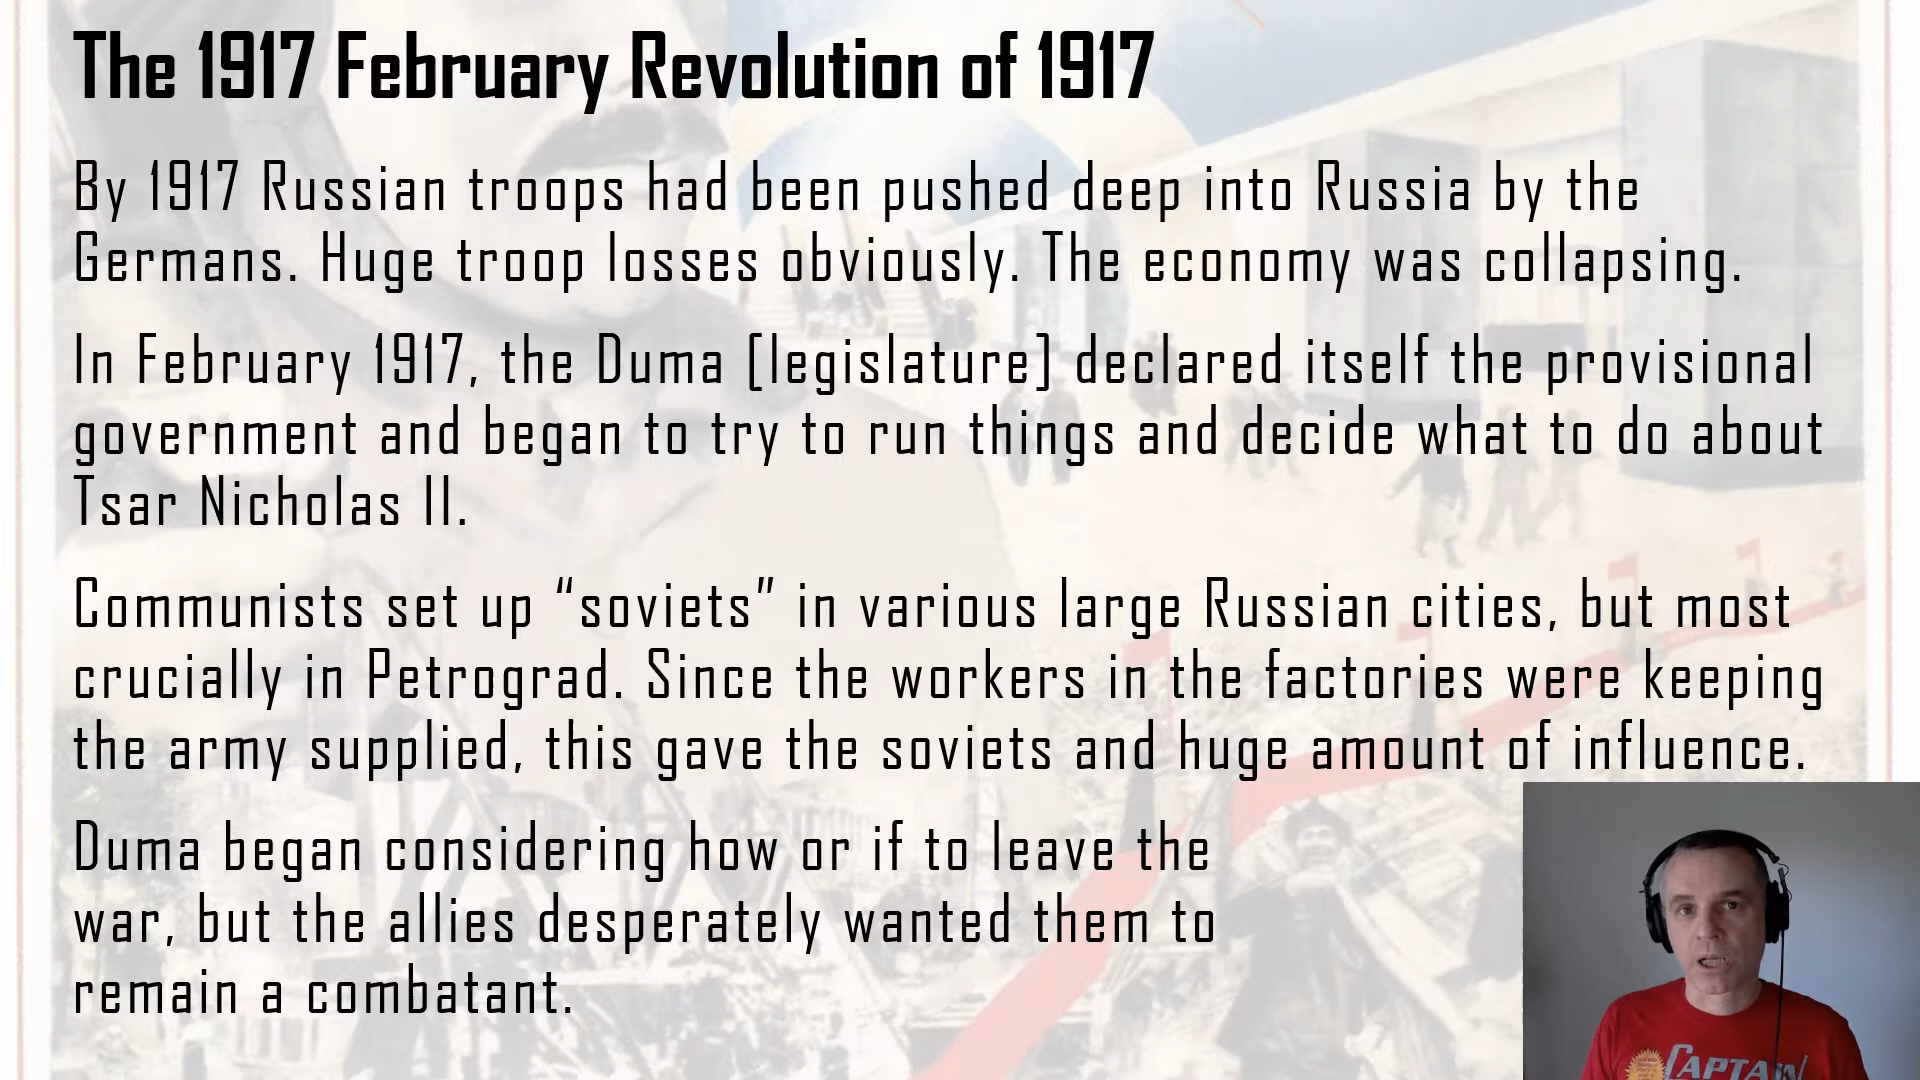 The 1917 February Revolution of 1917
By 1917 Russian troops had been pushed deep into Russia by the
Germans. Huge troop losses obviously. The economy was collapsing.
In February 1917, the Duma [legislature] declared itself the provisional
government and began to try to run things and decide what to do about
Tsar Nicholas II.
Communists set up “soviets” in various large Russian cities, but most
crucially in Petrograd. Since the workers in the factories were keeping
the army supplied, this gave the soviets and huge amount of influence.
Duma began considering how or if to leave the
war, but the allies desperately wanted them to
remain a combatant.
CAPTAIN